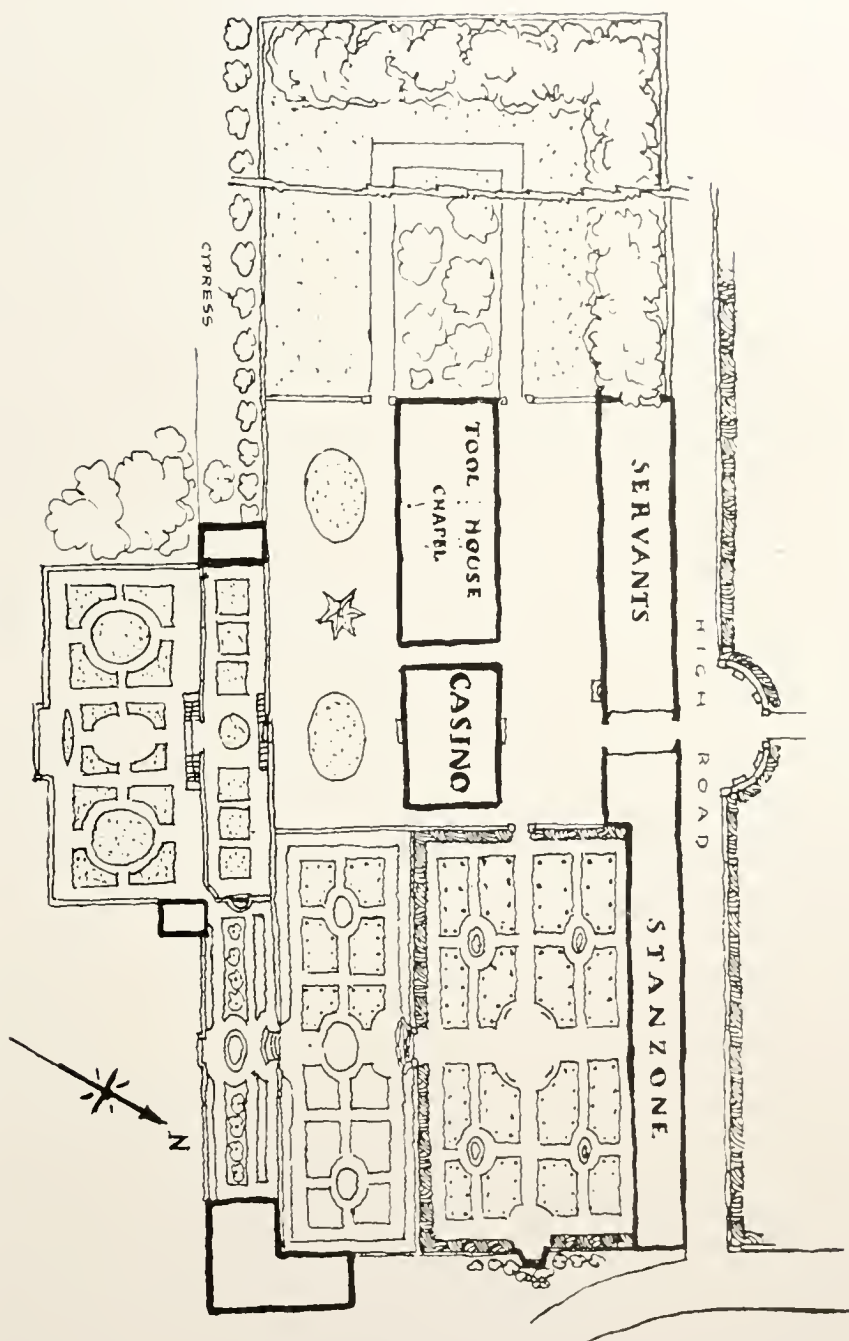 CYPRESS
TOOL HOUSE
CHAPEL
SERVANTS
HIGH ROAD
CASINO
STANZONE
N